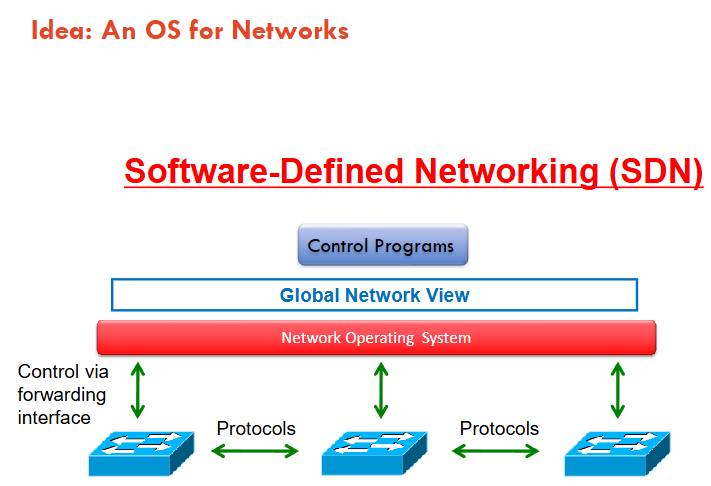 Idea: An OS for Networks
Software-Defined Networking (SDN)
Control Programs
Global Network View
Network Operating System
Control via
forwarding
interface
Protocols
Protocols